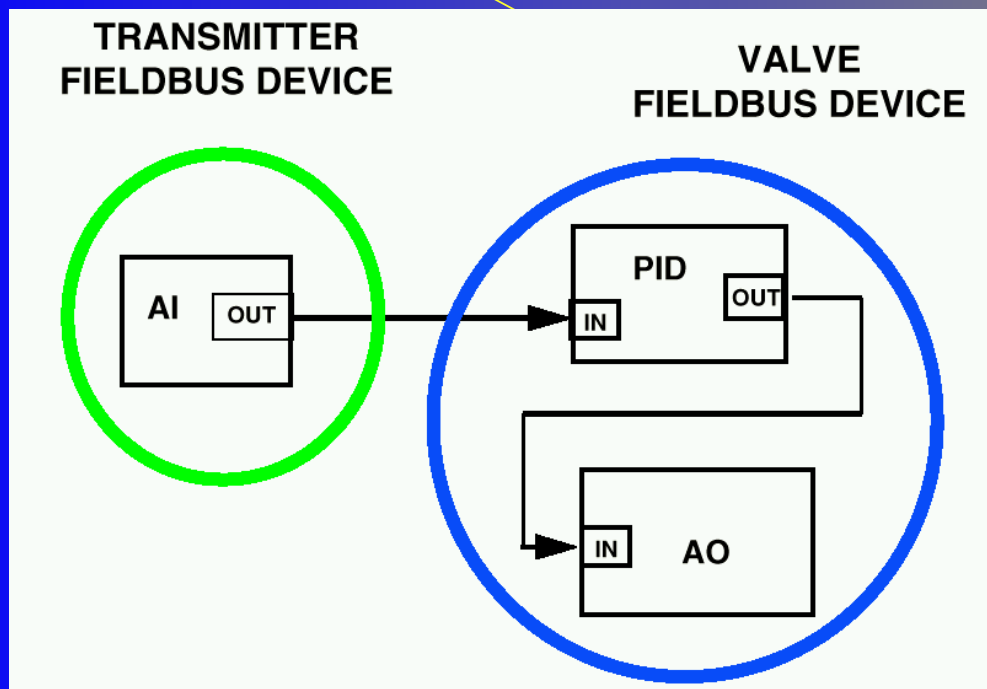 TRANSMITTER
FIELDBUS DEVICE
VALVE
FIELDBUS DEVICE
AI
OUT
PID
IN
OUT
IN
AO